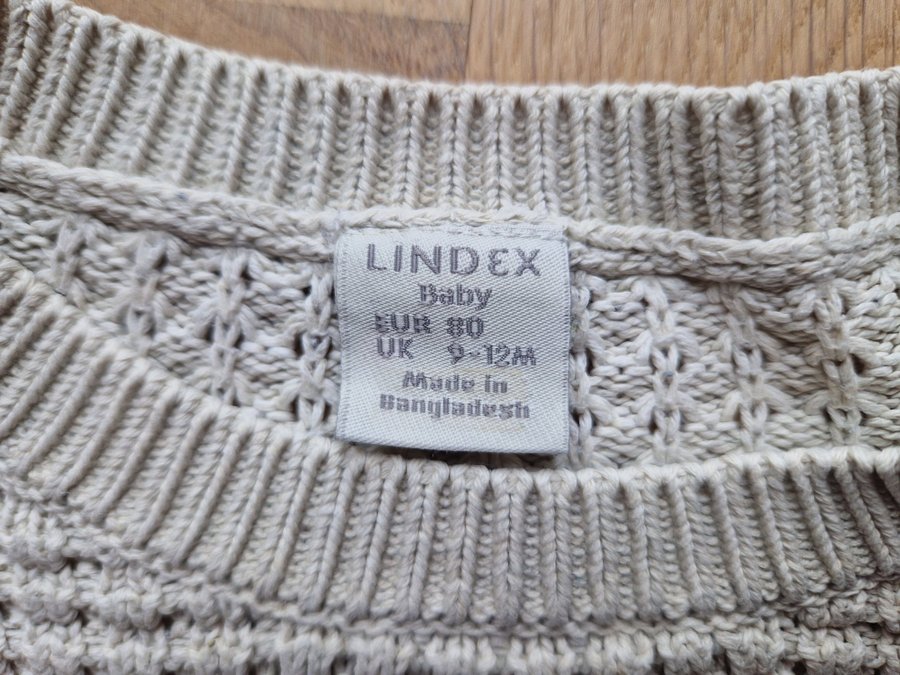 LINDEX
Baby
EUR 80
UK 9-12M
Made in
Bangladesh